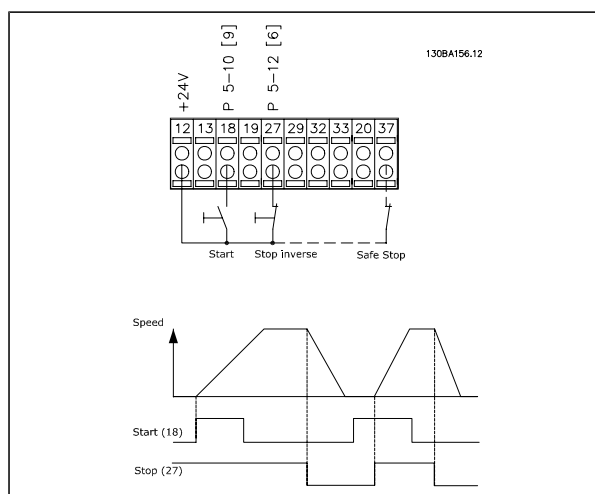 130BA156.12
+24V
P 5-10 [9]
P 5-12 [6]
12 13 18 19 27 29 32 33 20 37
Start
Stop inverse
Safe Stop
Speed
Start (18)
Stop (27)